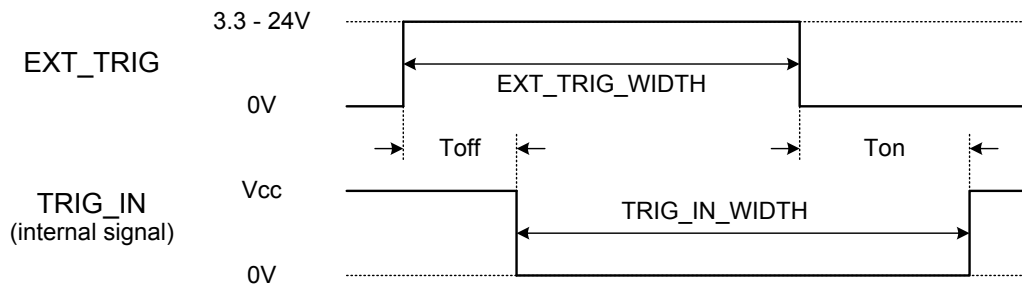 3.3 - 24V
EXT_TRIG
EXT_TRIG_WIDTH
0V
Toff
Ton
Vcc
TRIG_IN
(internal signal)
TRIG_IN_WIDTH
0V